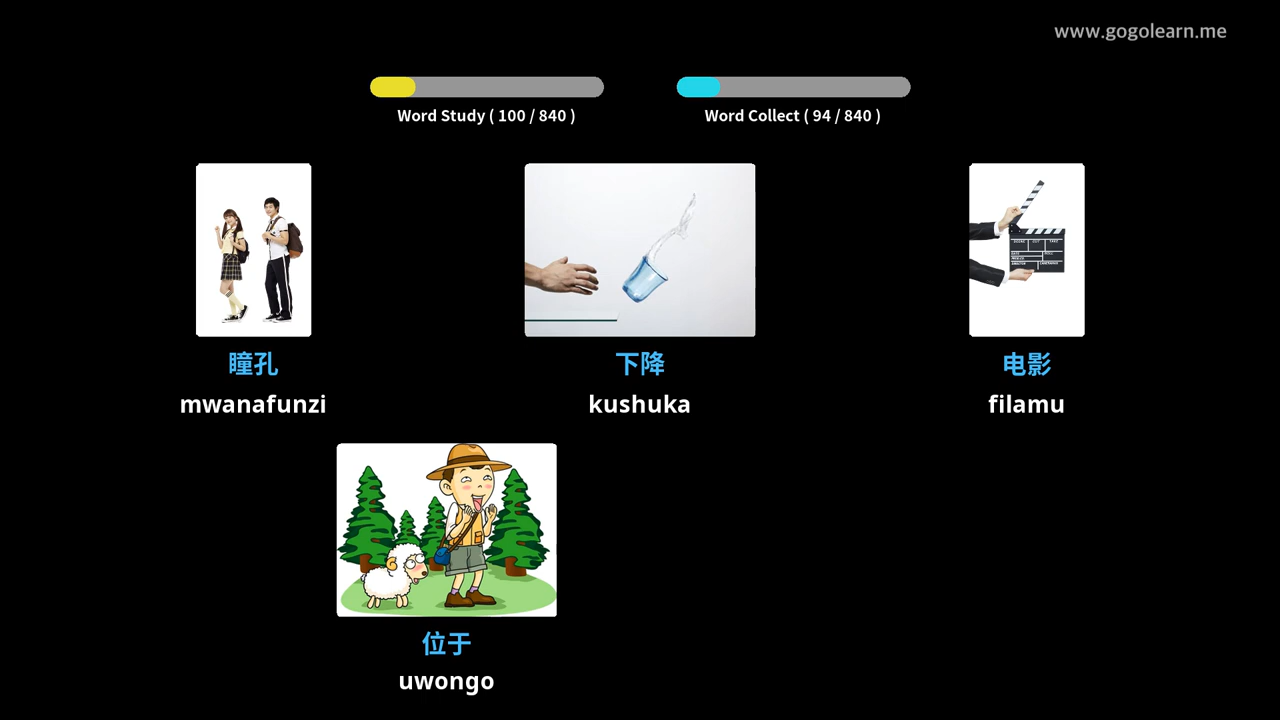 www.gogolearn.me
Word Study ( 100 / 840 )
Word Collect ( 94 / 840 )
瞳孔
mwanafunzi
下降
kushuka
电影
filamu
位于
uwongo